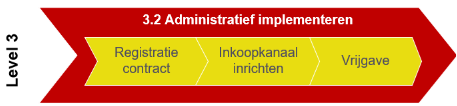 Level 3
3.2 Administratief implementeren
Registratie
contract
Inkoopkanaal
inrichten
Vrijgave